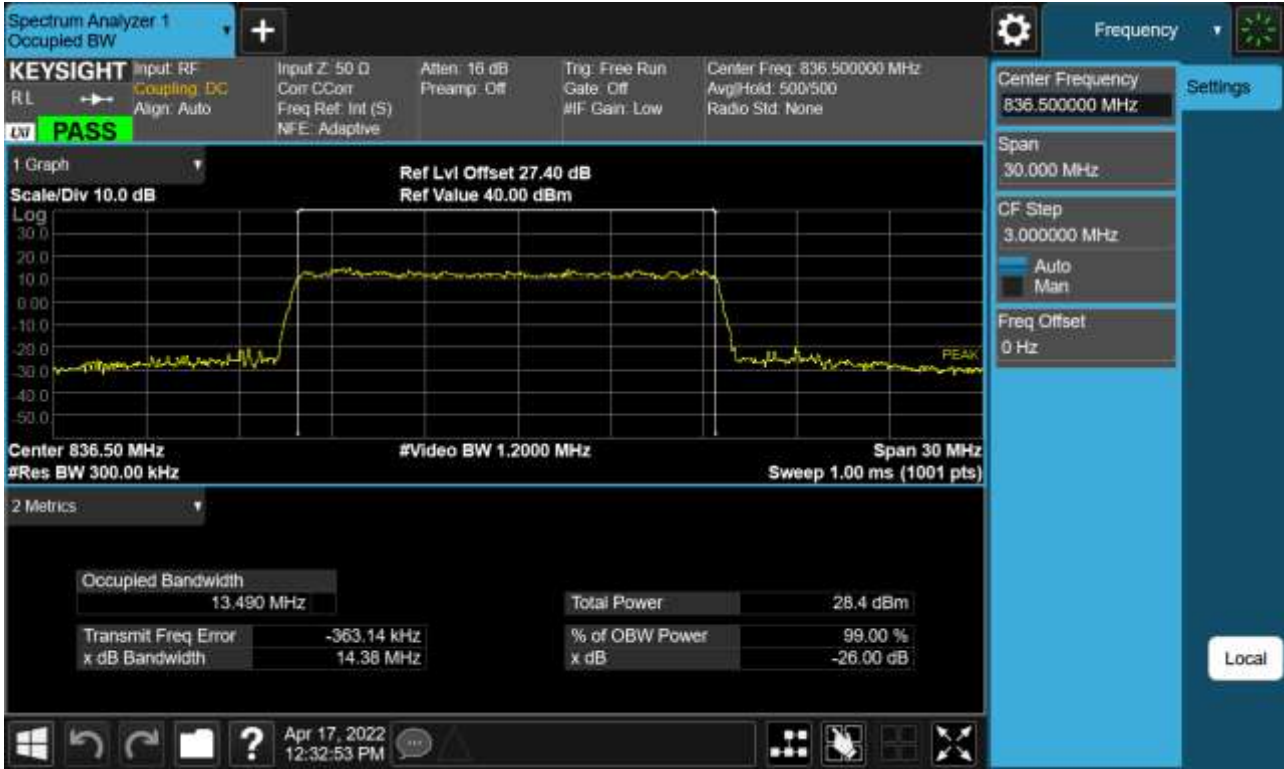 Spectrum Analyzer 1
Occupied BW
Frequency
KEYSIGHT
Input: RF
Coupling: DC
Align: Auto
RL
LXI
PASS
Input Z: 50 Ω
Corr CCorr
Freq Ref: Int (S)
NFE: Adaptive
Atten: 16 dB
Preamp: Off
Trig: Free Run
Gate: Off
#IF Gain: Low
Center Freq: 836.500000 MHz
Avg|Hold: 500/500
Radio Std: None
Center Frequency
836.500000 MHz
Settings
Span
30.000 MHz
CF Step
3.000000 MHz
Auto
Man
Freq Offset
0 Hz
1 Graph
Scale/Div 10.0 dB
Ref Lvl Offset 27.40 dB
Ref Value 40.00 dBm
Log
30.0
20.0
10.0
0.00
-10.0
-20.0
-30.0
-40.0
-50.0
PEAK
Center 836.50 MHz
#Res BW 300.00 kHz
#Video BW 1.2000 MHz
Span 30 MHz
Sweep 1.00 ms (1001 pts)
2 Metrics
Occupied Bandwidth
13.490 MHz
Total Power 28.4 dBm
Transmit Freq Error -363.14 kHz
% of OBW Power 99.00 %
x dB Bandwidth 14.38 MHz
x dB -26.00 dB
Local
?
Apr 17, 2022
12:32:53 PM